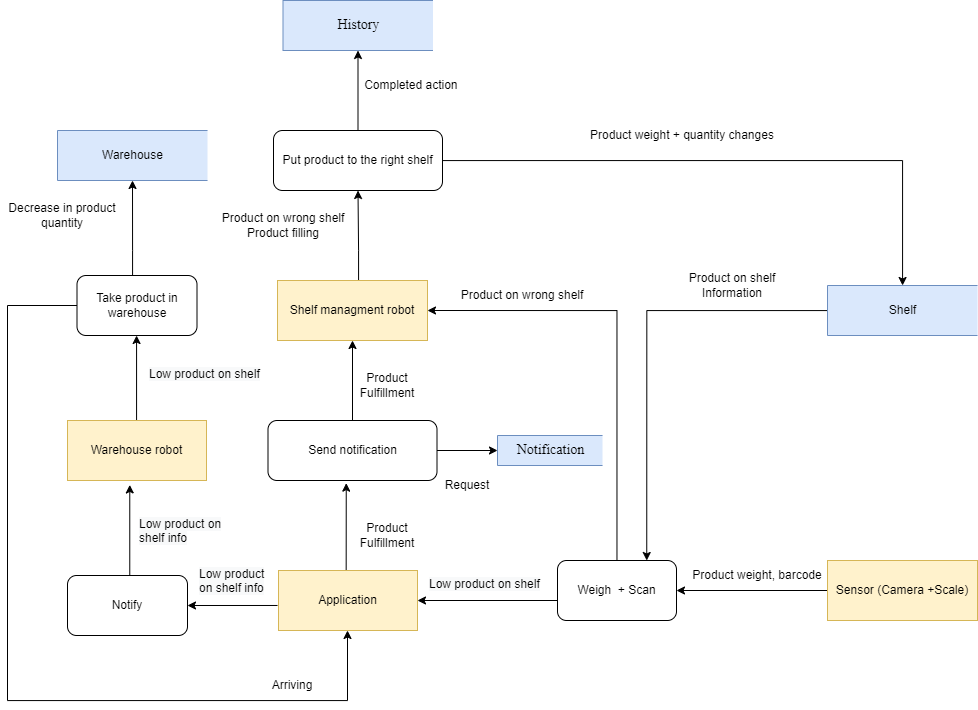 History
Completed action
Product weight + quantity changes
Warehouse
Put product to the right shelf
Decrease in product
quantity
Product on wrong shelf
Product filling
Product on shelf
Information
Take product in
warehouse
Shelf managment robot
Product on wrong shelf
Shelf
Low product on shelf
Product
Fulfillment
Warehouse robot
Send notification
Notification
Request
Low product on
shelf info
Product
Fulfillment
Low product
on shelf info
Low product on shelf
Product weight, barcode
Notify
Application
Weigh + Scan
Sensor (Camera +Scale)
Arriving